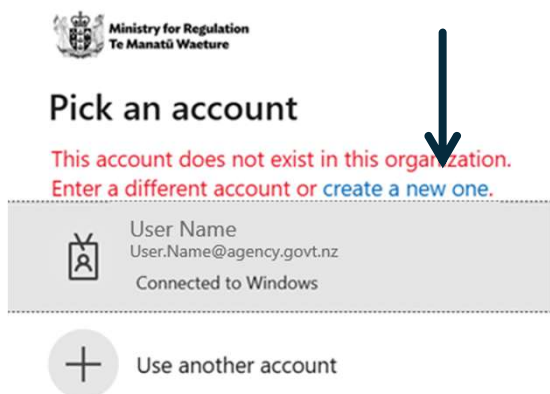 Ministry for Regulation
Te Manatū Waeture
Pick an account
This account does not exist in this organization.
Enter a different account or create a new one.
User Name
User.Name@agency.govt.nz
Connected to Windows
Use another account